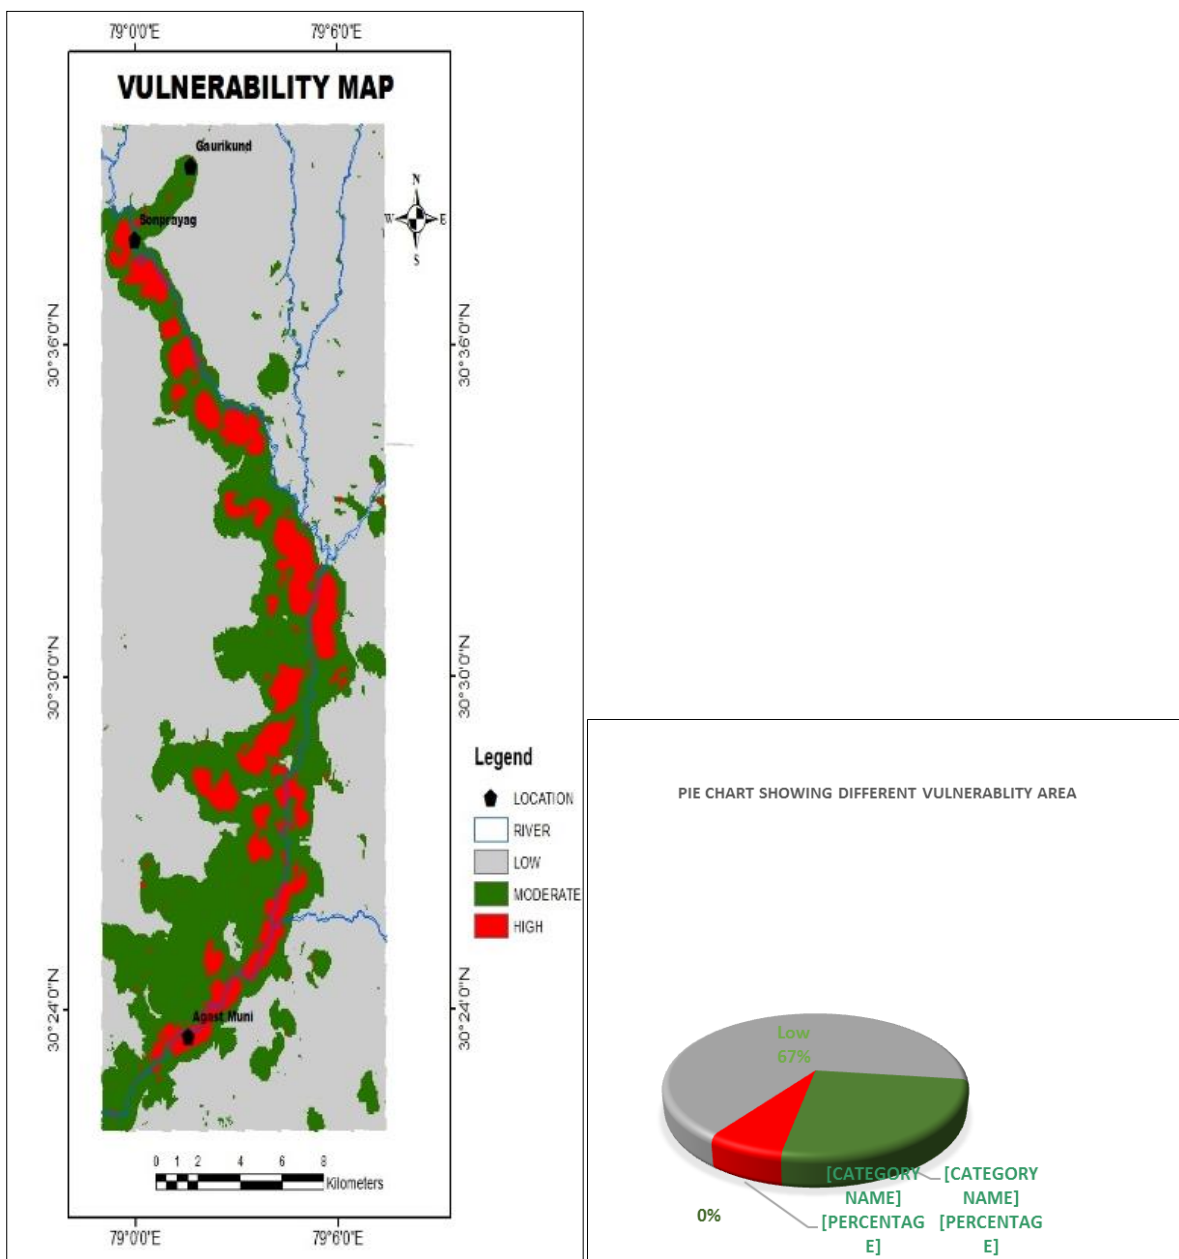 79°0'0"E 79°6'0"E
VULNERABILITY MAP
Gaurikund
N
Sonprayag
W E
S
30°36'0"N 30°36'0"N
30°30'0"N 30°30'0"N
Legend
LOCATION
RIVER
LOW
MODERATE
HIGH
30°24'0"N 30°24'0"N
Agast Muni
0 1 2 4 6 8
Kilometers
79°0'0"E 79°6'0"E
PIE CHART SHOWING DIFFERENT VULNERABLITY AREA
Low
67%
[CATEGORY
NAME]
[PERCENTAG
E]
[CATEGORY
NAME]
[PERCENTAG
E]
0%